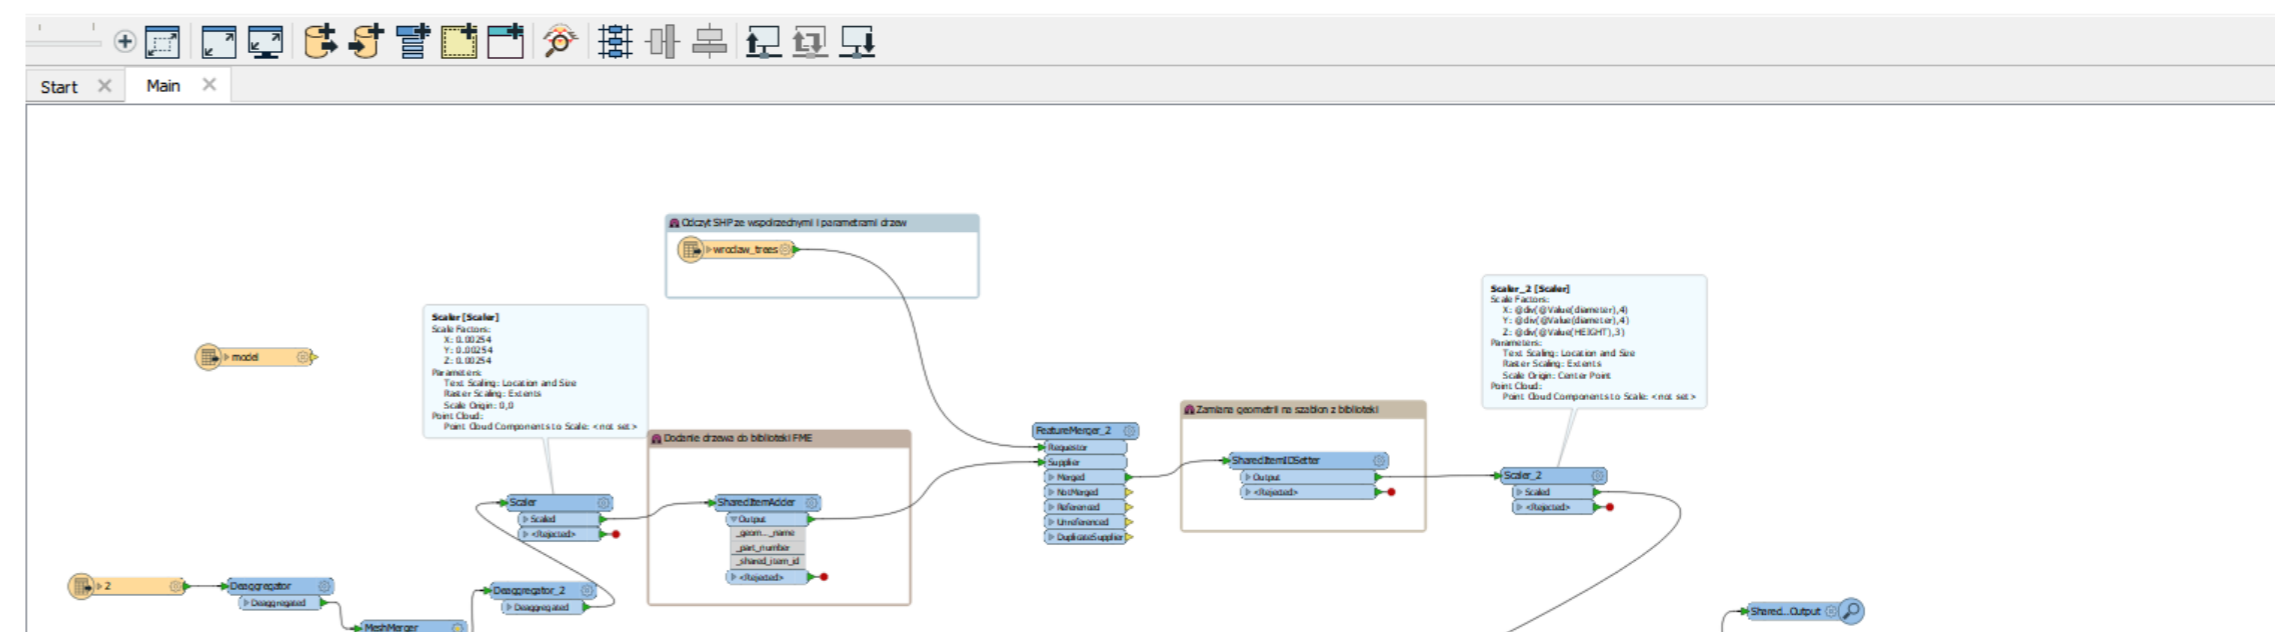 Start
Main
Odczyt SHP ze wspolrzednymi i parametrami drzew
wroclaw_trees
model
Scaler [Scaler]
Scale Factors:
X: 0.00254
Y: 0.00254
Z: 0.00254
Parameters:
Text Scaling: Location and Size
Raster Scaling: Extents
Scale Origin: 0,0
Point Cloud:
Point Cloud Components to Scale: <not set>
Scaler_2 [Scaler]
Scale Factors:
X: @div(@Value(diameter),4)
Y: @div(@Value(diameter),4)
Z: @div(@Value(HEIGHT),3)
Parameters:
Text Scaling: Location and Size
Raster Scaling: Extents
Scale Origin: Center Point
Point Cloud:
Point Cloud Components to Scale: <not set>
Dodanie drzewa do biblioteki FME
Zamiana geometrii na szablon z biblioteki
FeatureMerger_2
Requestor
Supplier
Merged
NotMerged
Referenced
Unreferenced
DuplicateSupplier
SharedItemIDSetter
Output
<Rejected>
Scaler_2
Scaled
<Rejected>
Scaler
Scaled
<Rejected>
SharedItemAdder
Output
_geom..._name
_part_number
_shared_item_id
<Rejected>
2
Deaggregator
Deaggregated
Deaggregator_2
Deaggregated
MeshMerger
Shared...Output